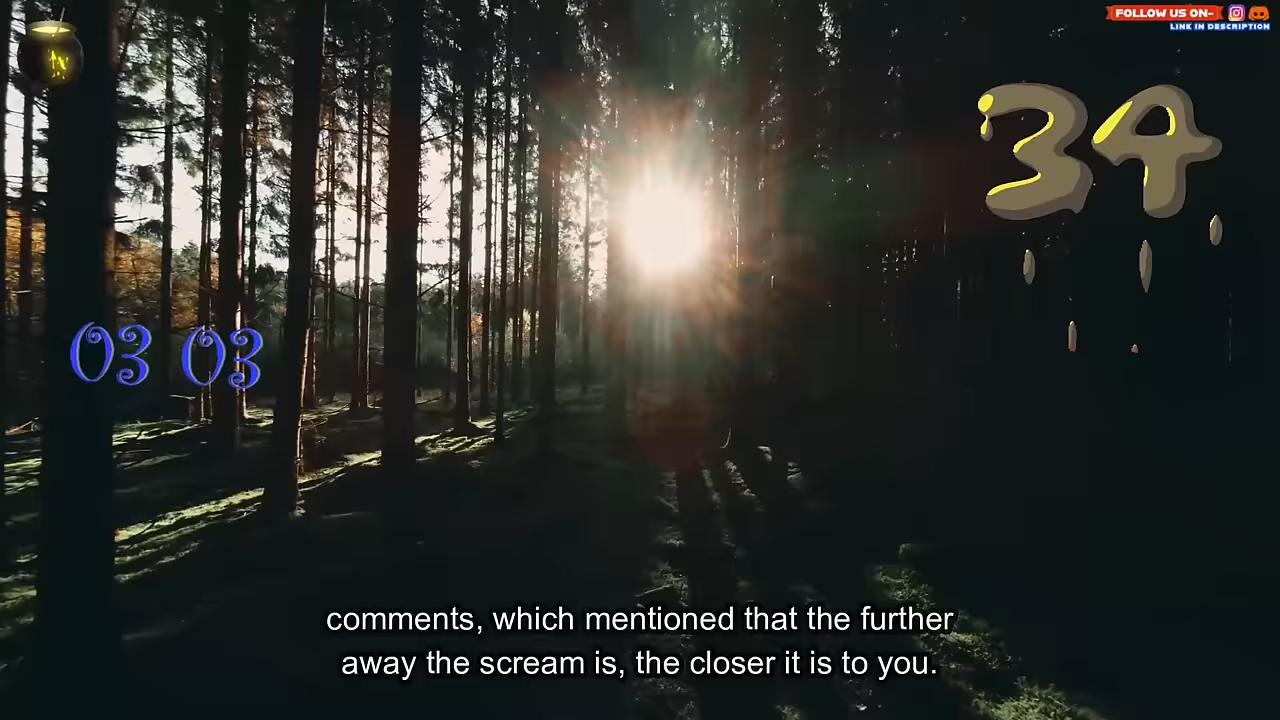 FOLLOW US ON-
LINK IN DESCRIPTION
34
03 03
comments, which mentioned that the further
away the scream is, the closer it is to you.